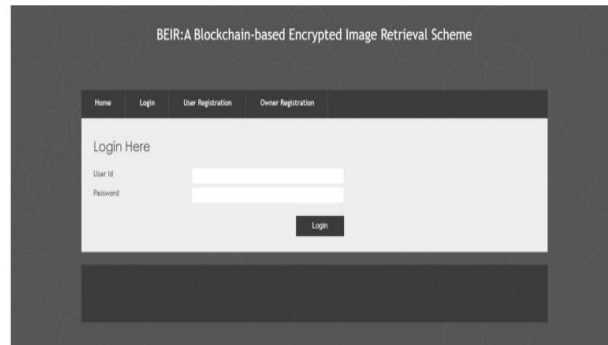 BEIR:A Blockchain-based Encrypted Image Retrieval Scheme
Home Login User Registration Owner Registration
Login Here
User Id
Password
Login